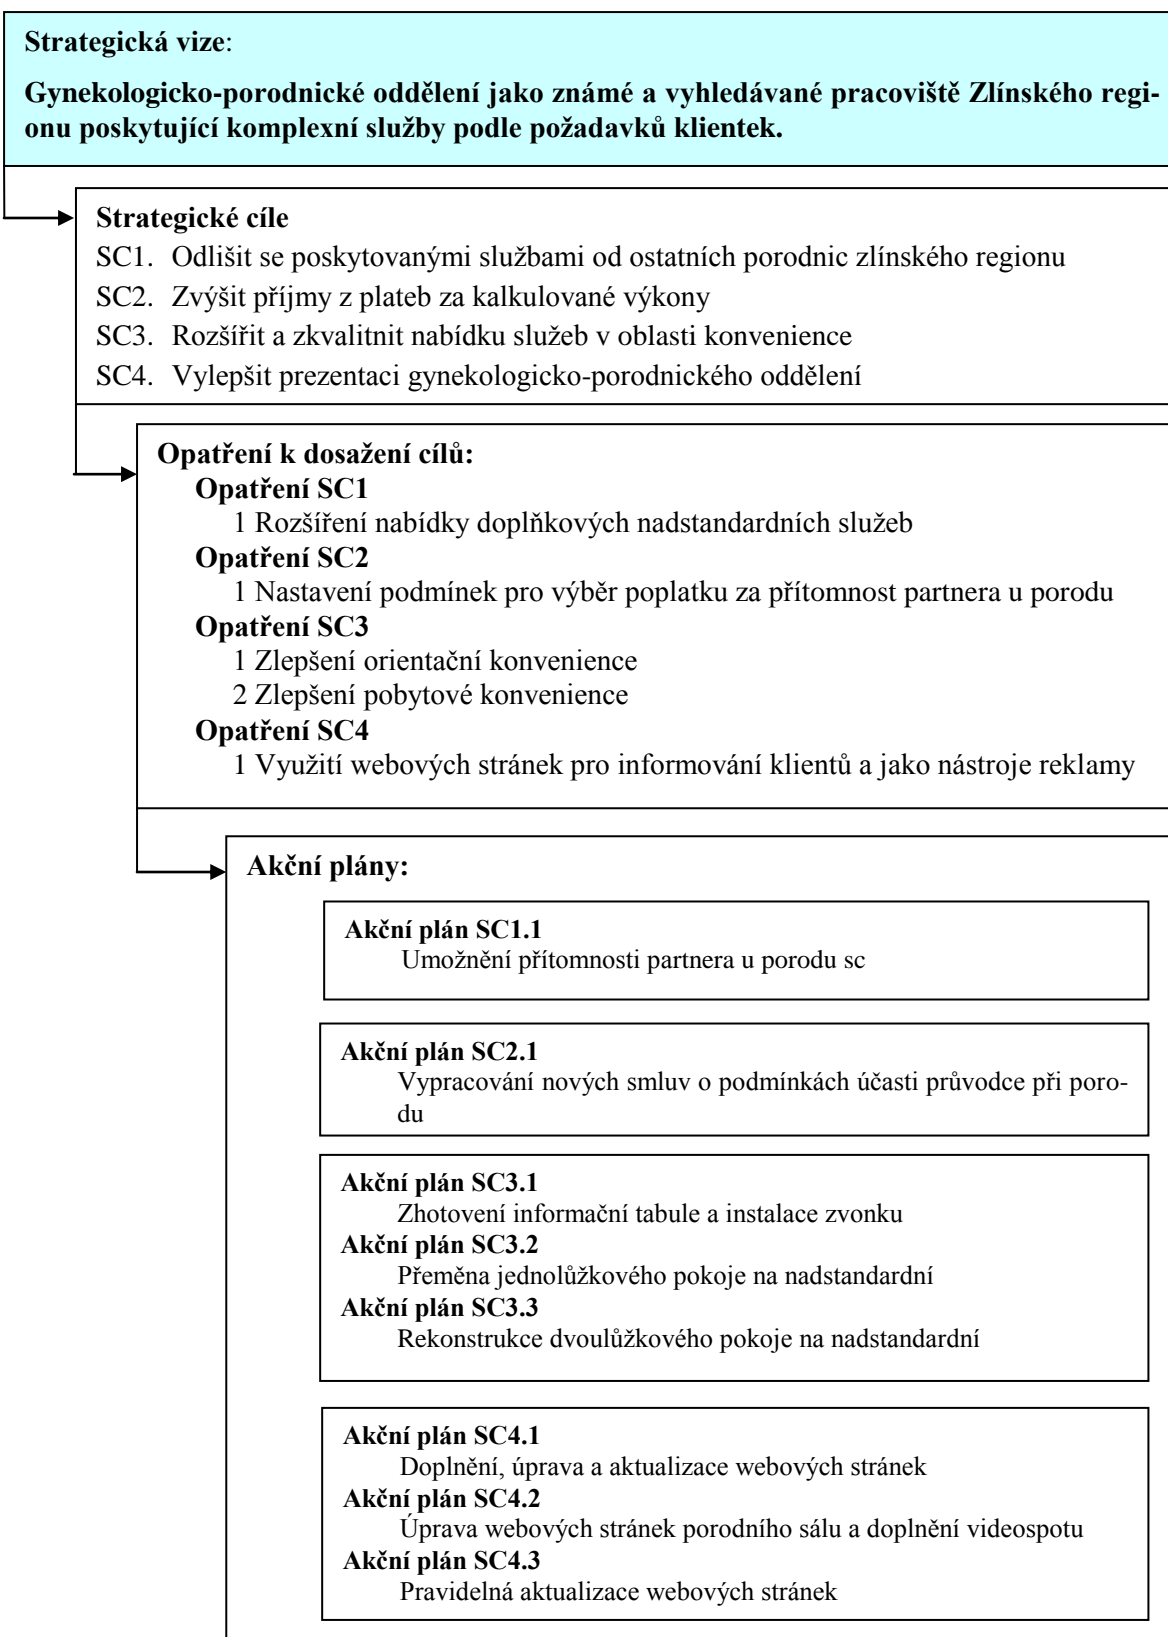 Strategická vize:
Gynekologicko-porodnické oddělení jako známé a vyhledávané pracoviště Zlínského regi-
onu poskytující komplexní služby podle požadavků klientek.
Strategické cíle
SC1. Odlišit se poskytovanými službami od ostatních porodnic zlínského regionu
SC2. Zvýšit příjmy z plateb za kalkulované výkony
SC3. Rozšířit a zkvalitnit nabídku služeb v oblasti konvenience
SC4. Vylepšit prezentaci gynekologicko-porodnického oddělení
Opatření k dosažení cílů:
Opatření SC1
1 Rozšíření nabídky doplňkových nadstandardních služeb
Opatření SC2
1 Nastavení podmínek pro výběr poplatku za přítomnost partnera u porodu
Opatření SC3
1 Zlepšení orientační konvenience
2 Zlepšení pobytové konvenience
Opatření SC4
1 Využití webových stránek pro informování klientů a jako nástroje reklamy
Akční plány:
Akční plán SC1.1
Umožnění přítomnosti partnera u porodu sc
Akční plán SC2.1
Vypracování nových smluv o podmínkách účasti průvodce při poro-
du
Akční plán SC3.1
Zhotovení informační tabule a instalace zvonku
Akční plán SC3.2
Přeměna jednolůžkového pokoje na nadstandardní
Akční plán SC3.3
Rekonstrukce dvoulůžkového pokoje na nadstandardní
Akční plán SC4.1
Doplnění, úprava a aktualizace webových stránek
Akční plán SC4.2
Úprava webových stránek porodního sálu a doplnění videospotu
Akční plán SC4.3
Pravidelná aktualizace webových stránek